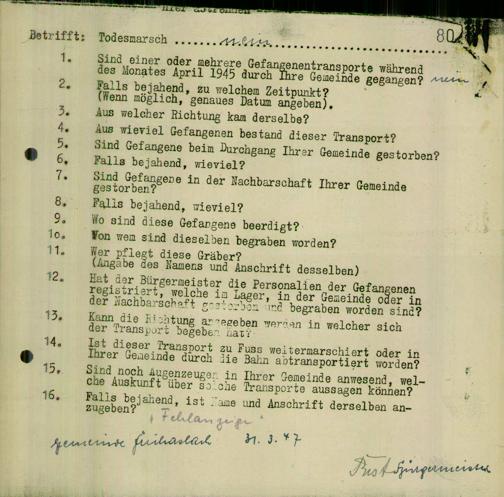 Hier abtrennen
80
Betrifft: Todesmarsch ....nein....
1. Sind einer oder mehrere Gefangenentransporte während
des Monates April 1945 durch Ihre Gemeinde gegangen? nein
2. Falls bejahend, zu welchem Zeitpunkt?
(Wenn möglich, genaues Datum angeben).
3. Aus welcher Richtung kam derselbe?
4. Aus wieviel Gefangenen bestand dieser Transport?
5. Sind Gefangene beim Durchgang Ihrer Gemeinde gestorben?
6. Falls bejahend, wieviel?
7. Sind Gefangene in der Nachbarschaft Ihrer Gemeinde
gestorben?
8. Falls bejahend, wieviel?
9. Wo sind diese Gefangene beerdigt?
10. Von wem sind dieselben begraben worden?
11. Wer pflegt diese Gräber?
(Angabe des Namens und Anschrift desselben)
12. Hat der Bürgermeister die Personalien der Gefangenen
registriert, welche im Lager, in der Gemeinde oder in
der Nachbarschaft gestorben und begraben worden sind?
13. Kann die Richtung angegeben werden in welcher sich
der Transport begeben hat?
14. Ist dieser Transport zu Fuss weitermarschiert oder in
Ihrer Gemeinde durch die Bahn abtransportiert worden?
15. Sind noch Augenzeugen in Ihrer Gemeinde anwesend, wel-
che Auskunft über solche Transporte aussagen können?
16. Falls bejahend, ist Name und Anschrift derselben an-
zugeben?
"Fehlanzeige"
Gemeinde 31.3.47
Bürgermeister